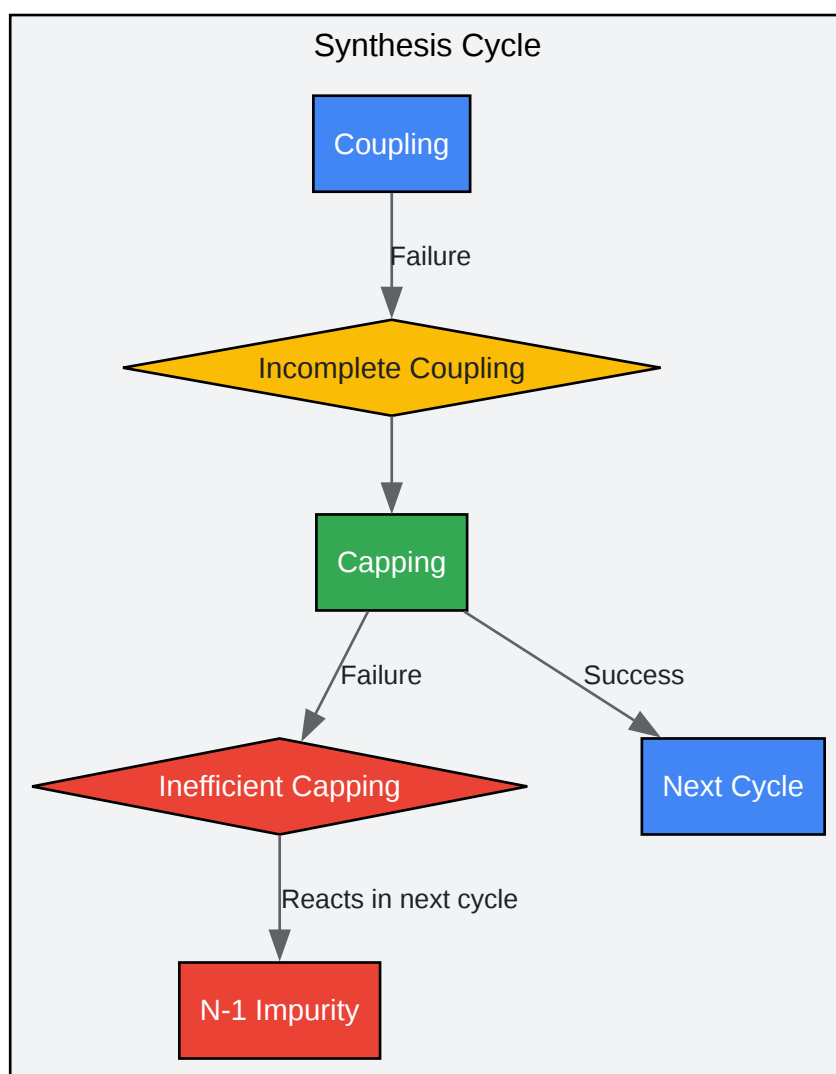 Synthesis Cycle
Coupling
Failure
Incomplete Coupling
Capping
Failure
Success
Inefficient Capping
Next Cycle
Reacts in next cycle
N-1 Impurity